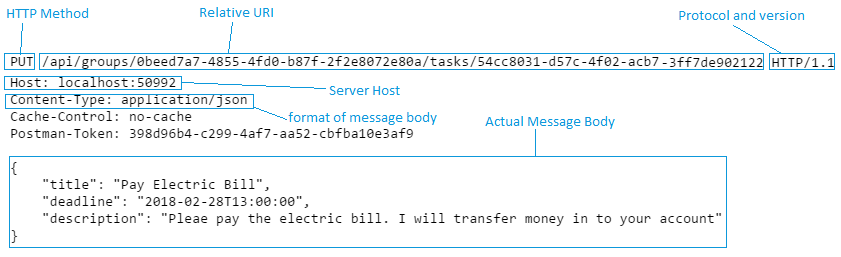 HTTP Method
Relative URI
Protocol and version
PUT /api/groups/0beed7a7-4855-4fd0-b87f-2f2e8072e80a/tasks/54cc8031-d57c-4f02-acb7-3ff7de902122 HTTP/1.1
Host: localhost:50992
Server Host
Content-Type: application/json
format of message body
Cache-Control: no-cache
Postman-Token: 398d96b4-c299-4af7-aa52-cbfba10e3af9
Actual Message Body
{
"title": "Pay Electric Bill",
"deadline": "2018-02-28T13:00:00",
"description": "Pleae pay the electric bill. I will transfer money in to your account"
}